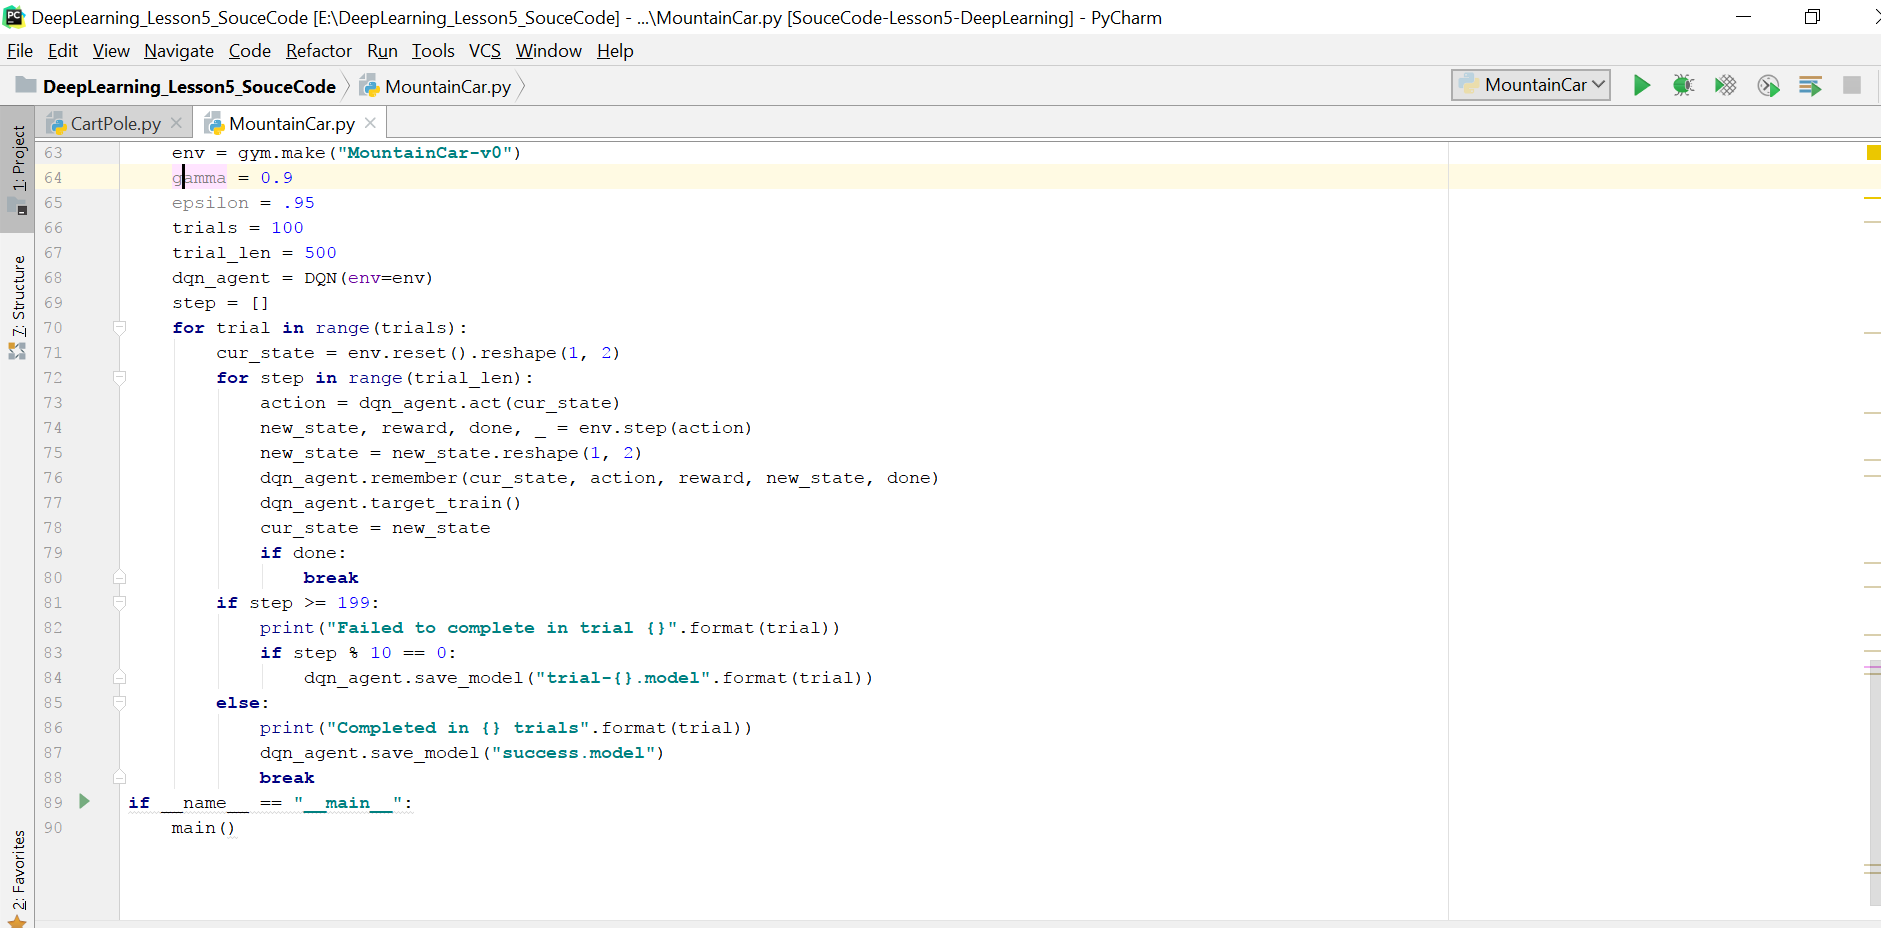 DeepLearning_Lesson5_SouceCode [E:\DeepLearning_Lesson5_SouceCode] - ...\MountainCar.py [SouceCode-Lesson5-DeepLearning] - PyCharm
File Edit View Navigate Code Refactor Run Tools VCS Window Help
DeepLearning_Lesson5_SouceCode MountainCar.py MountainCar
CartPole.py MountainCar.py
1: Project
7: Structure
2: Favorites
63 env = gym.make("MountainCar-v0")
64 gamma = 0.9
65 epsilon = .95
66 trials = 100
67 trial_len = 500
68 dqn_agent = DQN(env=env)
69 step = []
70 for trial in range(trials):
71 cur_state = env.reset().reshape(1, 2)
72 for step in range(trial_len):
73 action = dqn_agent.act(cur_state)
74 new_state, reward, done, _ = env.step(action)
75 new_state = new_state.reshape(1, 2)
76 dqn_agent.remember(cur_state, action, reward, new_state, done)
77 dqn_agent.target_train()
78 cur_state = new_state
79 if done:
80 break
81 if step >= 199:
82 print("Failed to complete in trial {}".format(trial))
83 if step % 10 == 0:
84 dqn_agent.save_model("trial-{}.model".format(trial))
85 else:
86 print("Completed in {} trials".format(trial))
87 dqn_agent.save_model("success.model")
88 break
89 if __name__ == "__main__":
90 main()